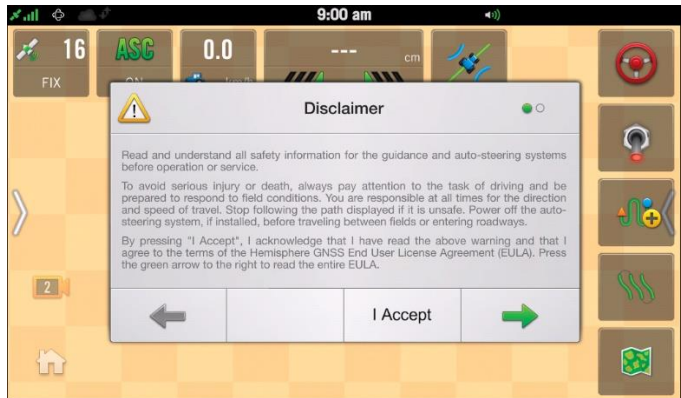 9:00 am
16
ASC
0.0
---
cm
FIX
ON
km/h
Disclaimer
Read and understand all safety information for the guidance and auto-steering systems
before operation or service.
To avoid serious injury or death, always pay attention to the task of driving and be
prepared to respond to field conditions. You are responsible at all times for the direction
and speed of travel. Stop following the path displayed if it is unsafe. Power off the auto-
steering system, if installed, before traveling between fields or entering roadways.
By pressing "I Accept", I acknowledge that I have read the above warning and that I
agree to the terms of the Hemisphere GNSS End User License Agreement (EULA). Press
the green arrow to the right to read the entire EULA.
2
I Accept